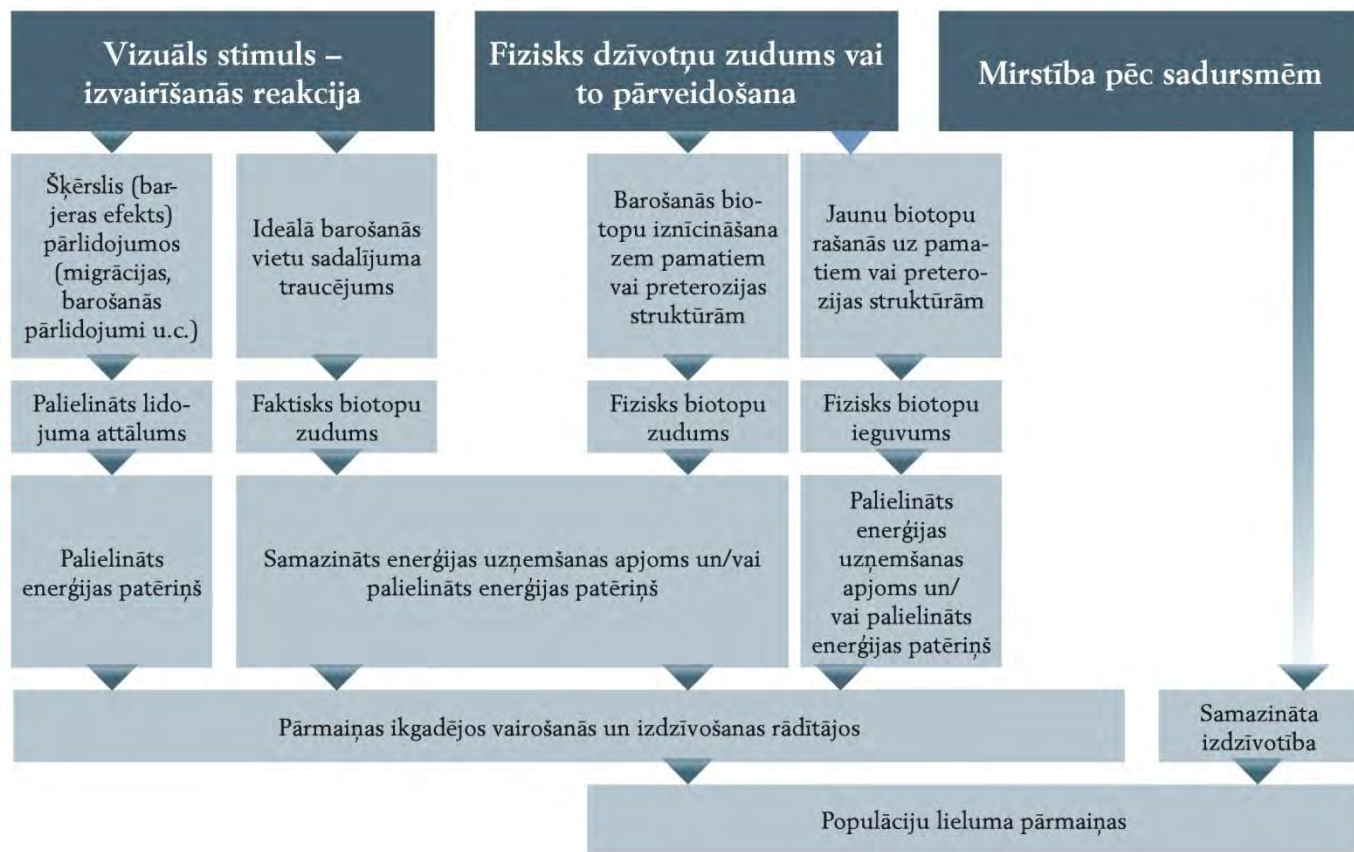 Vizuāls stimuls –
izvairīšanās reakcija
Fizisks dzīvotņu zudums vai
to pārveidošana
Mirstība pēc sadursmēm
Šķērslis (bar-
jeras efekts)
pārlidojumos
(migrācijas,
barošanās
pārlidojumi u.c.)
Ideālā barošanās
vietu sadalījuma
traucējums
Barošanās bio-
topu iznīcināšana
zem pamatiem
vai preterozijas
struktūrām
Jaunu biotopu
rašanās uz pama-
tiem vai pretero-
zijas struktūrām
Palielināts lido-
juma attālums
Faktisks biotopu
zudums
Fizisks biotopu
zudums
Fizisks biotopu
ieguvums
Palielināts
enerģijas patēriņš
Samazināts enerģijas uzņemšanas apjoms un/vai
palielināts enerģijas patēriņš
Palielināts
enerģijas
uzņemšanas
apjoms un/
vai palielināts
enerģijas patēriņš
Pārmaiņas ikgadējos vairošanās un izdzīvošanas rādītājos
Samazināta
izdzīvotība
Populāciju lieluma pārmaiņas